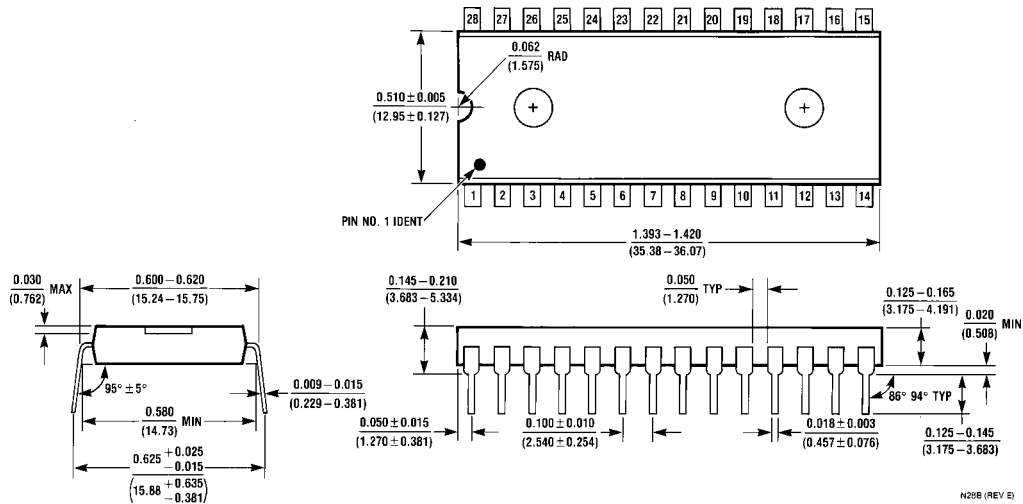 28 27 26 25 24 23 22 21 20 19 18 17 16 15
0.062
(1.575)
RAD
0.510 ± 0.005
(12.95 ± 0.127)
PIN NO. 1 IDENT
1 2 3 4 5 6 7 8 9 10 11 12 13 14
1.393 – 1.420
(35.38 – 36.07)
0.030
(0.762)
MAX
0.600 – 0.620
(15.24 – 15.75)
95° ± 5°
0.580
(14.73)
MIN
0.009 – 0.015
(0.229 – 0.381)
0.625 +0.025
-0.015
(15.88 +0.635
-0.381)
0.145 – 0.210
(3.683 – 5.334)
0.050
(1.270)
TYP
0.125 – 0.165
(3.175 – 4.191)
0.020
(0.508)
MIN
0.050 ± 0.015
(1.270 ± 0.381)
0.100 ± 0.010
(2.540 ± 0.254)
0.018 ± 0.003
(0.457 ± 0.076)
86° 94° TYP
0.125 – 0.145
(3.175 – 3.683)
N28B (REV E)